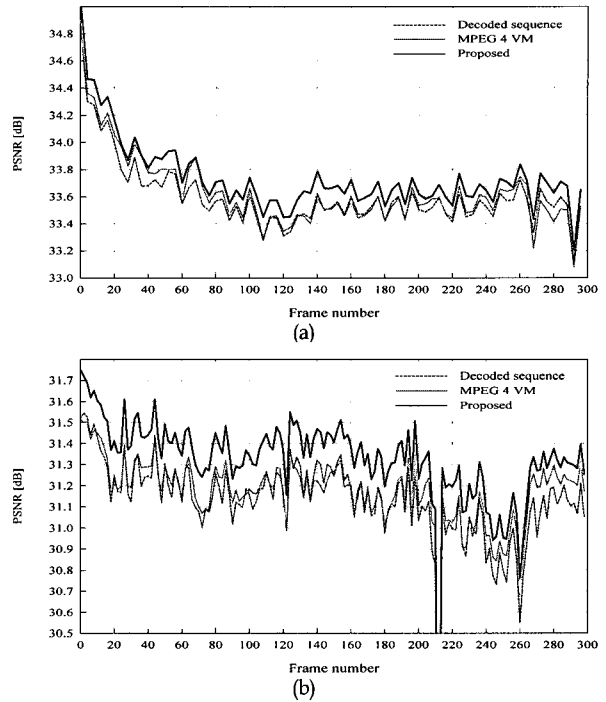 34.8
34.6
34.4
34.2
34.0
33.8
33.6
33.4
33.2
33.0
PSNR [dB]
Decoded sequence
MPEG 4 VM
Proposed
0 20 40 60 80 100 120 140 160 180 200 220 240 260 280 300
Frame number
(a)
31.7
31.6
31.5
31.4
31.3
31.2
31.1
31.0
30.9
30.8
30.7
30.6
30.5
PSNR [dB]
Decoded sequence
MPEG 4 VM
Proposed
0 20 40 60 80 100 120 140 160 180 200 220 240 260 280 300
Frame number
(b)